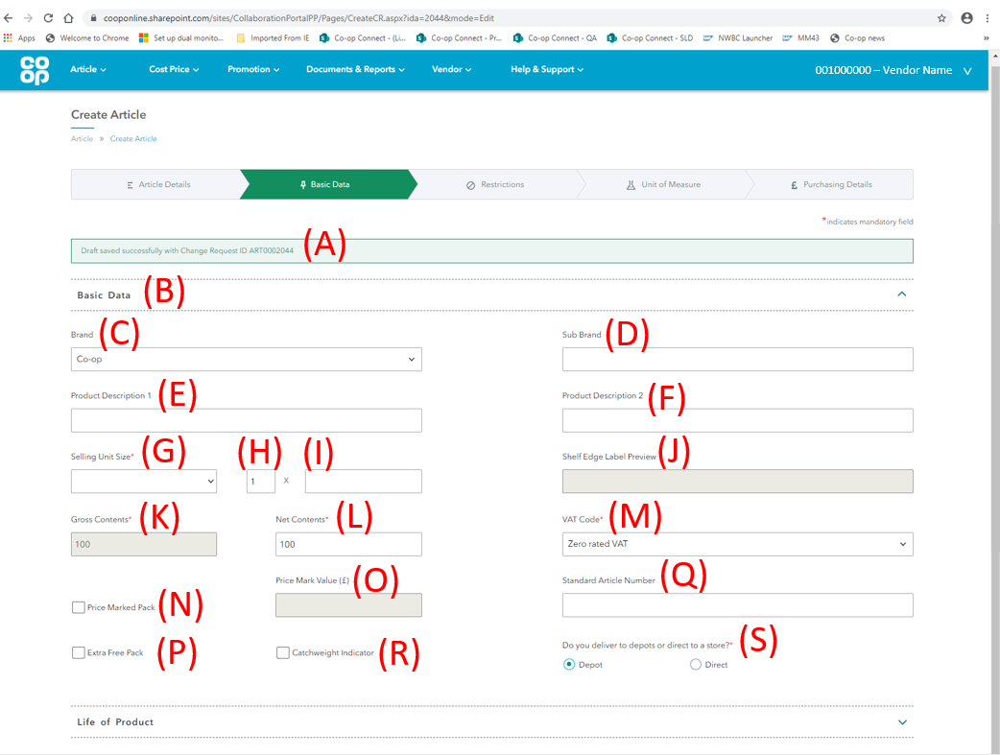 cooponline.sharepoint.com/sites/CollaborationPortalPP/Pages/CreateCR.aspx?ida=2044&mode=Edit
Apps Welcome to Chrome Set up dual monito... Imported From IE Co-op Connect - (Li... Co-op Connect - Pr... Co-op Connect - QA Co-op Connect - SLD NWBC Launcher MM43 Co-op news »
CO
OP
Article Cost Price Promotion Documents & Reports Vendor Help & Support 001000000 – Vendor Name V
Create Article
Article » Create Article
Article Details Basic Data Restrictions Unit of Measure £ Purchasing Details
*indicates mandatory field
Draft saved successfully with Change Request ID ART0002044 (A)
Basic Data (B)
Brand (C) Sub Brand (D)
Co-op
Product Description 1 (E) Product Description 2 (F)
Selling Unit Size* (G) (H) (I) Shelf Edge Label Preview (J)
1 X
Gross Contents* (K) Net Contents* (L) VAT Code* (M)
100 100 Zero rated VAT
Price Mark Value (£) (O) Standard Article Number (Q)
Price Marked Pack (N)
Extra Free Pack (P) Catchweight Indicator (R) Do you deliver to depots or direct to a store?* (S)
Depot Direct
Life of Product